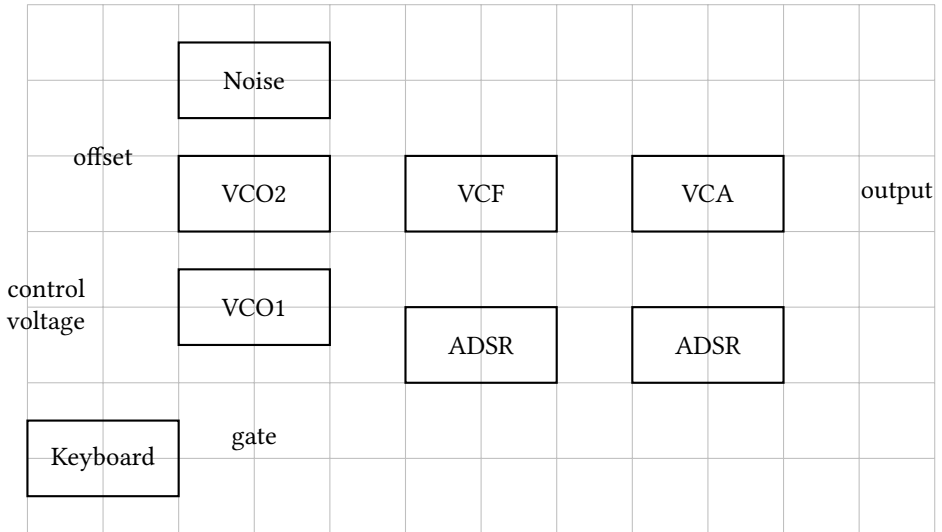 Noise
offset
VCO2
VCF
VCA
output
control
voltage
VCO1
ADSR
ADSR
gate
Keyboard